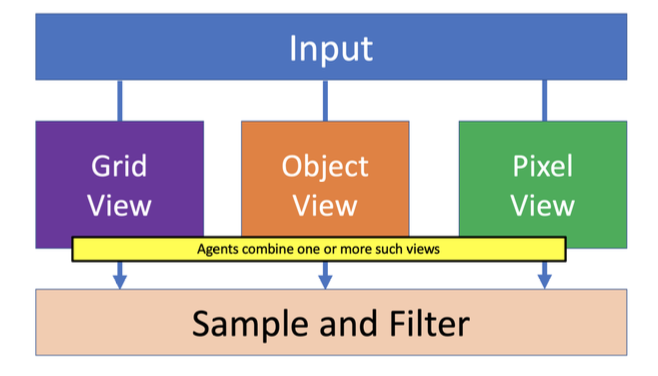 Input
Grid
View
Object
View
Pixel
View
Agents combine one or more such views
Sample and Filter